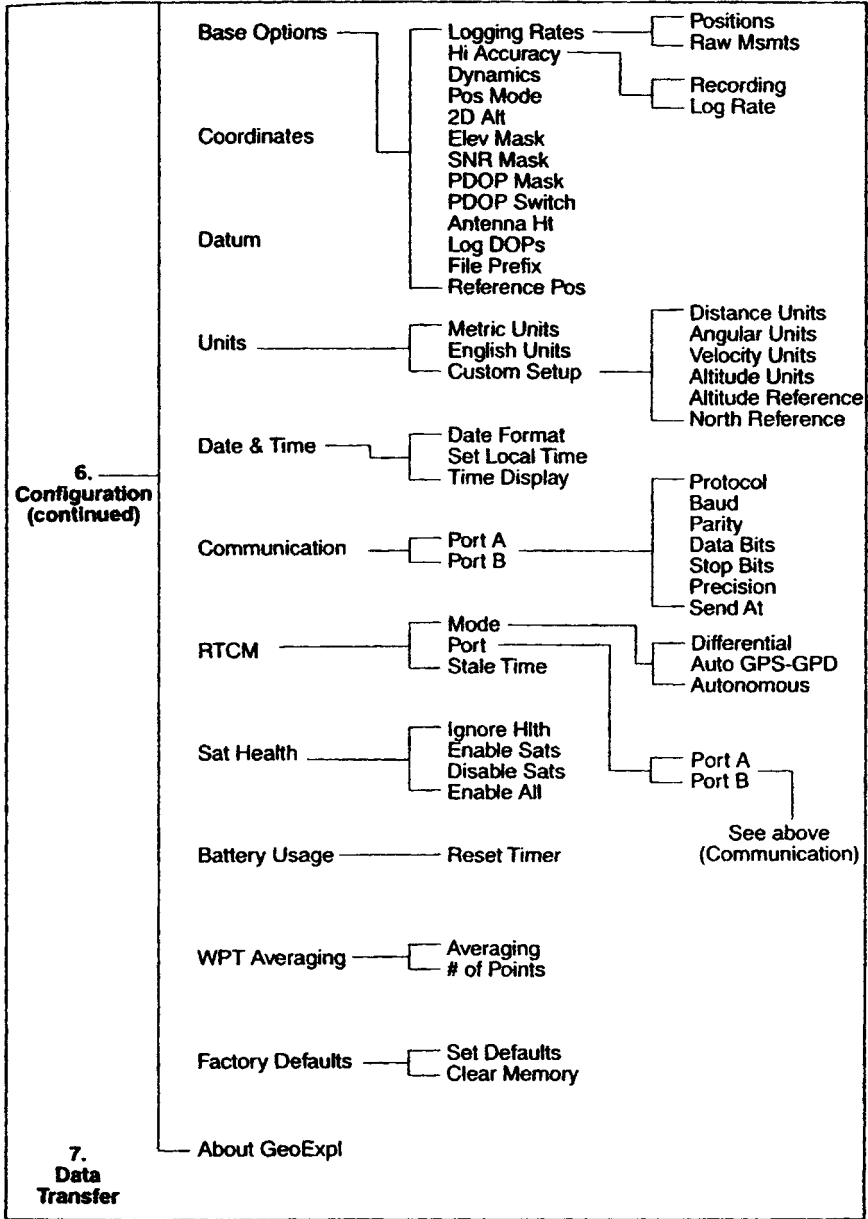 6.
Configuration
(continued)
Base Options
Logging Rates
Positions
Raw Msmts
Hi Accuracy
Recording
Log Rate
Dynamics
Pos Mode
2D Alt
Elev Mask
SNR Mask
PDOP Mask
PDOP Switch
Antenna Ht
Log DOPs
File Prefix
Reference Pos
Coordinates
Datum
Units
Metric Units
English Units
Custom Setup
Distance Units
Angular Units
Velocity Units
Altitude Units
Altitude Reference
North Reference
Date & Time
Date Format
Set Local Time
Time Display
Communication
Port A
Port B
Protocol
Baud
Parity
Data Bits
Stop Bits
Precision
Send At
RTCM
Mode
Port
Stale Time
Differential
Auto GPS-GPD
Autonomous
Port A
Port B
See above
(Communication)
Sat Health
Ignore Hlth
Enable Sats
Disable Sats
Enable All
Battery Usage
Reset Timer
WPT Averaging
Averaging
# of Points
Factory Defaults
Set Defaults
Clear Memory
About GeoExpl
7.
Data
Transfer